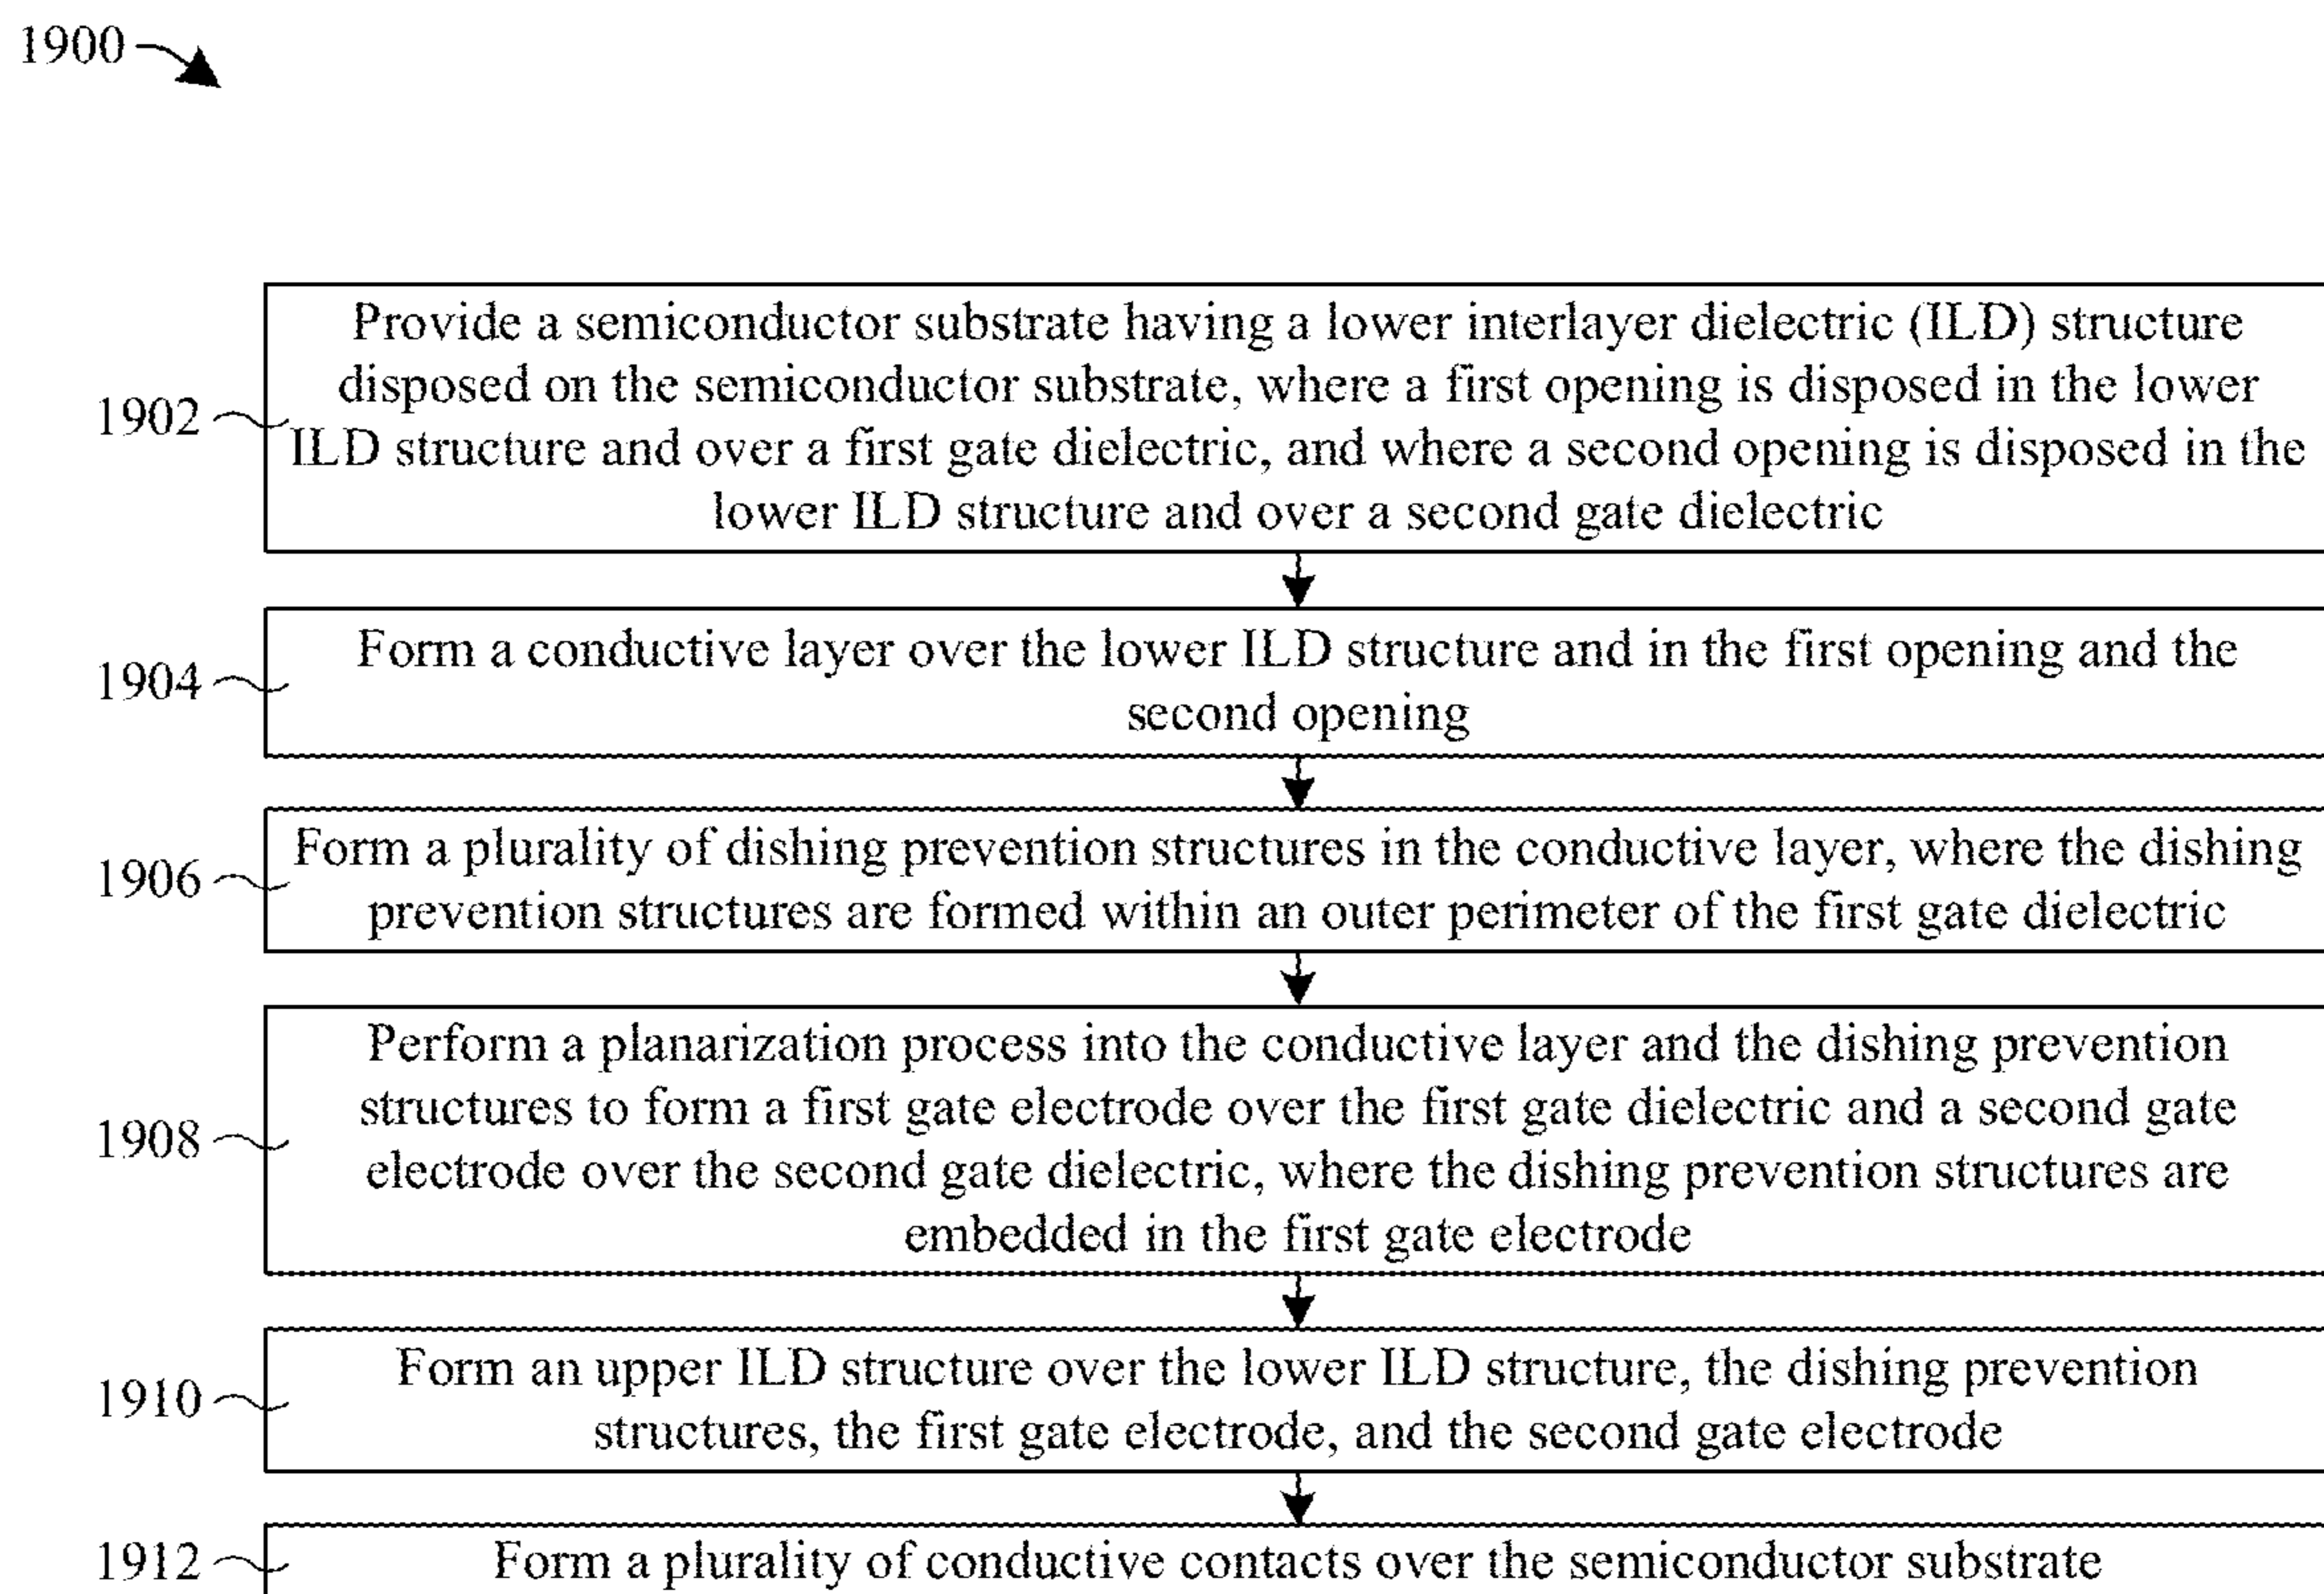 1900
Provide a semiconductor substrate having a lower interlayer dielectric (ILD) structure
disposed on the semiconductor substrate, where a first opening is disposed in the lower
1902
ILD structure and over a first gate dielectric, and where a second opening is disposed in the
lower ILD structure and over a second gate dielectric
Form a conductive layer over the lower ILD structure and in the first opening and the
1904
second opening
Form a plurality of dishing prevention structures in the conductive layer, where the dishing
1906
prevention structures are formed within an outer perimeter of the first gate dielectric
Perform a planarization process into the conductive layer and the dishing prevention
structures to form a first gate electrode over the first gate dielectric and a second gate
1908
electrode over the second gate dielectric, where the dishing prevention structures are
embedded in the first gate electrode
Form an upper ILD structure over the lower ILD structure, the dishing prevention
1910
structures, the first gate electrode, and the second gate electrode
1912
Form a plurality of conductive contacts over the semiconductor substrate